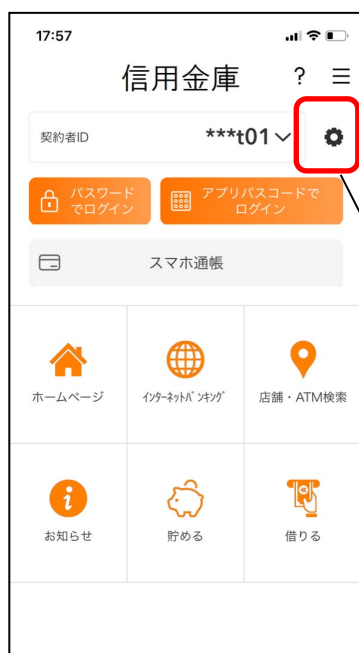 17:57
信用金庫 ?
契約者ID ***t01
パスワード
でログイン
アプリパスコードで
ログイン
スマホ通帳
ホームページ
インターネットバンキング
店舗・ATM検索
お知らせ
貯める
借りる